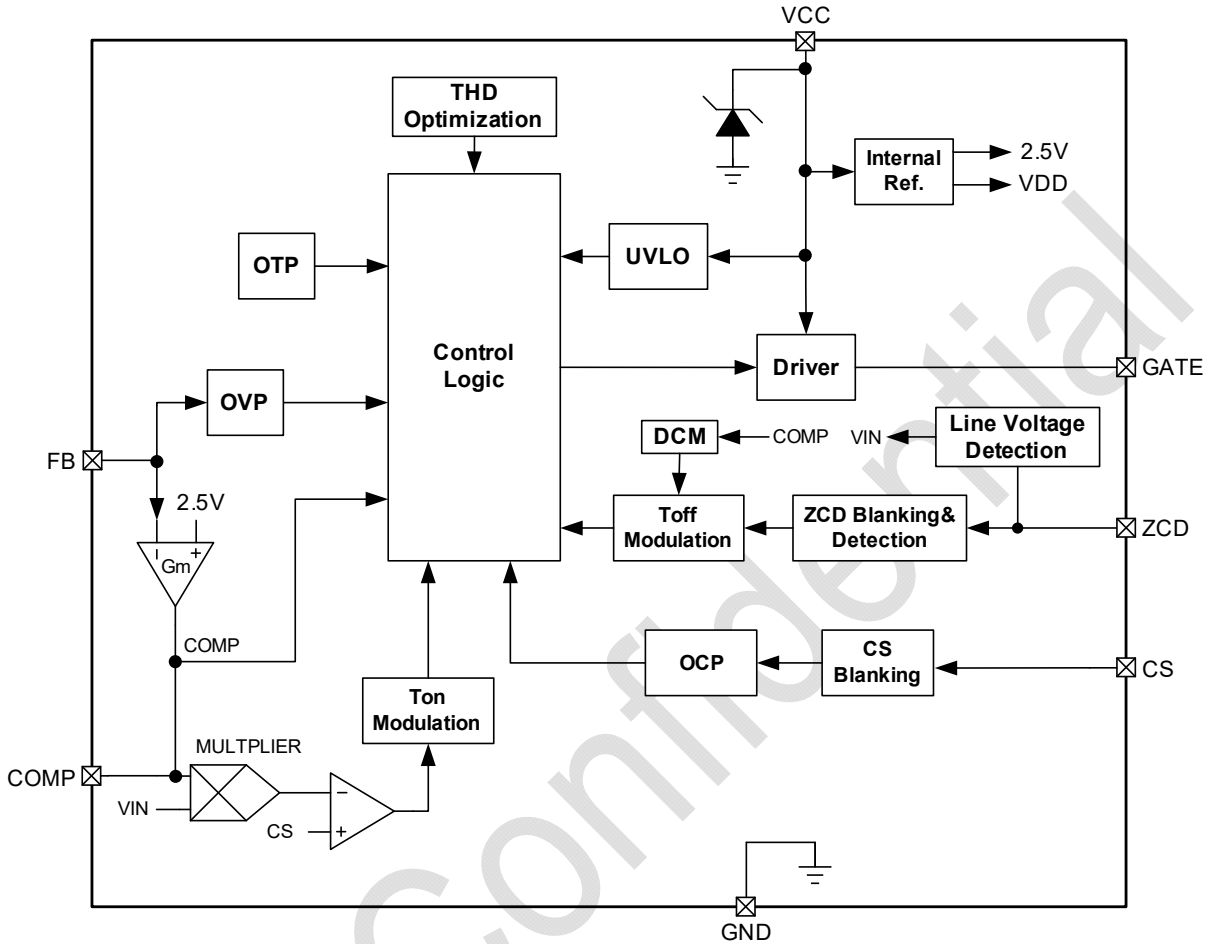 VCC
THD
Optimization
Internal
Ref.
2.5V
VDD
OTP
UVLO
Control
Logic
Driver
GATE
OVP
DCM
COMP
VIN
Line Voltage
Detection
FB
2.5V
Gm
Toff
Modulation
ZCD Blanking&
Detection
ZCD
COMP
OCP
CS
Blanking
CS
Ton
Modulation
MULTPLIER
COMP
VIN
CS
GND
Confidential